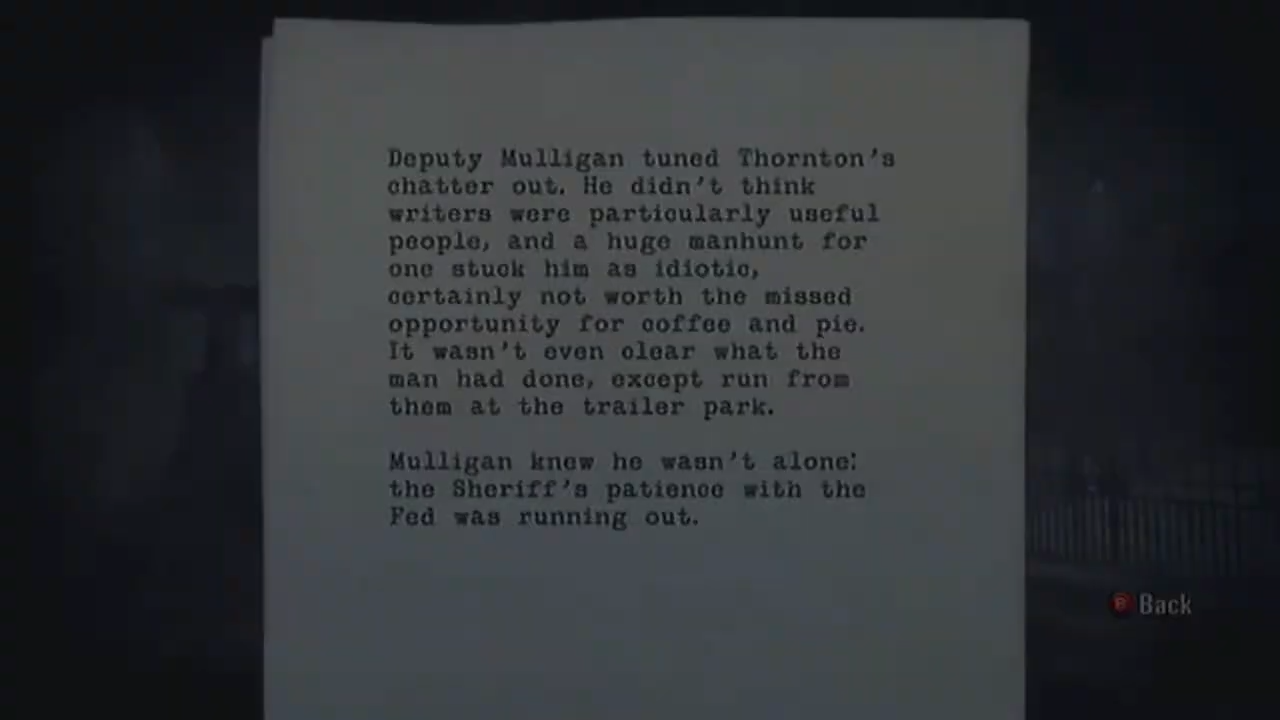 Deputy Mulligan tuned Thornton's
chatter out. He didn't think
writers were particularly useful
people, and a huge manhunt for
one stuck him as idiotic,
certainly not worth the missed
opportunity for coffee and pie.
It wasn't even clear what the
man had done, except run from
them at the trailer park.
Mulligan knew he wasn't alone:
the Sheriff's patience with the
Fed was running out.
B Back